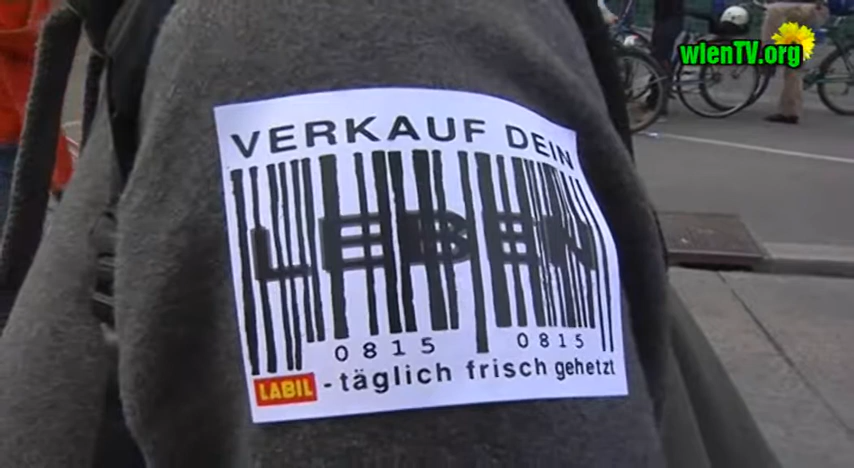 wienTV.org
VERKAUF DEIN
LEBEN
0815 0815
LABIL - täglich frisch gehetzt